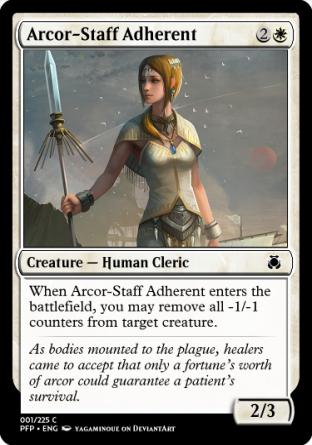 Arcor-Staff Adherent 2
Creature — Human Cleric
When Arcor-Staff Adherent enters the
battlefield, you may remove all -1/-1
counters from target creature.
As bodies mounted to the plague, healers
came to accept that only a fortune's worth
of arcor could guarantee a patient's
survival.
2/3
001/225 C
PFP • ENG YAGAMINOUE ON DEVIANTART